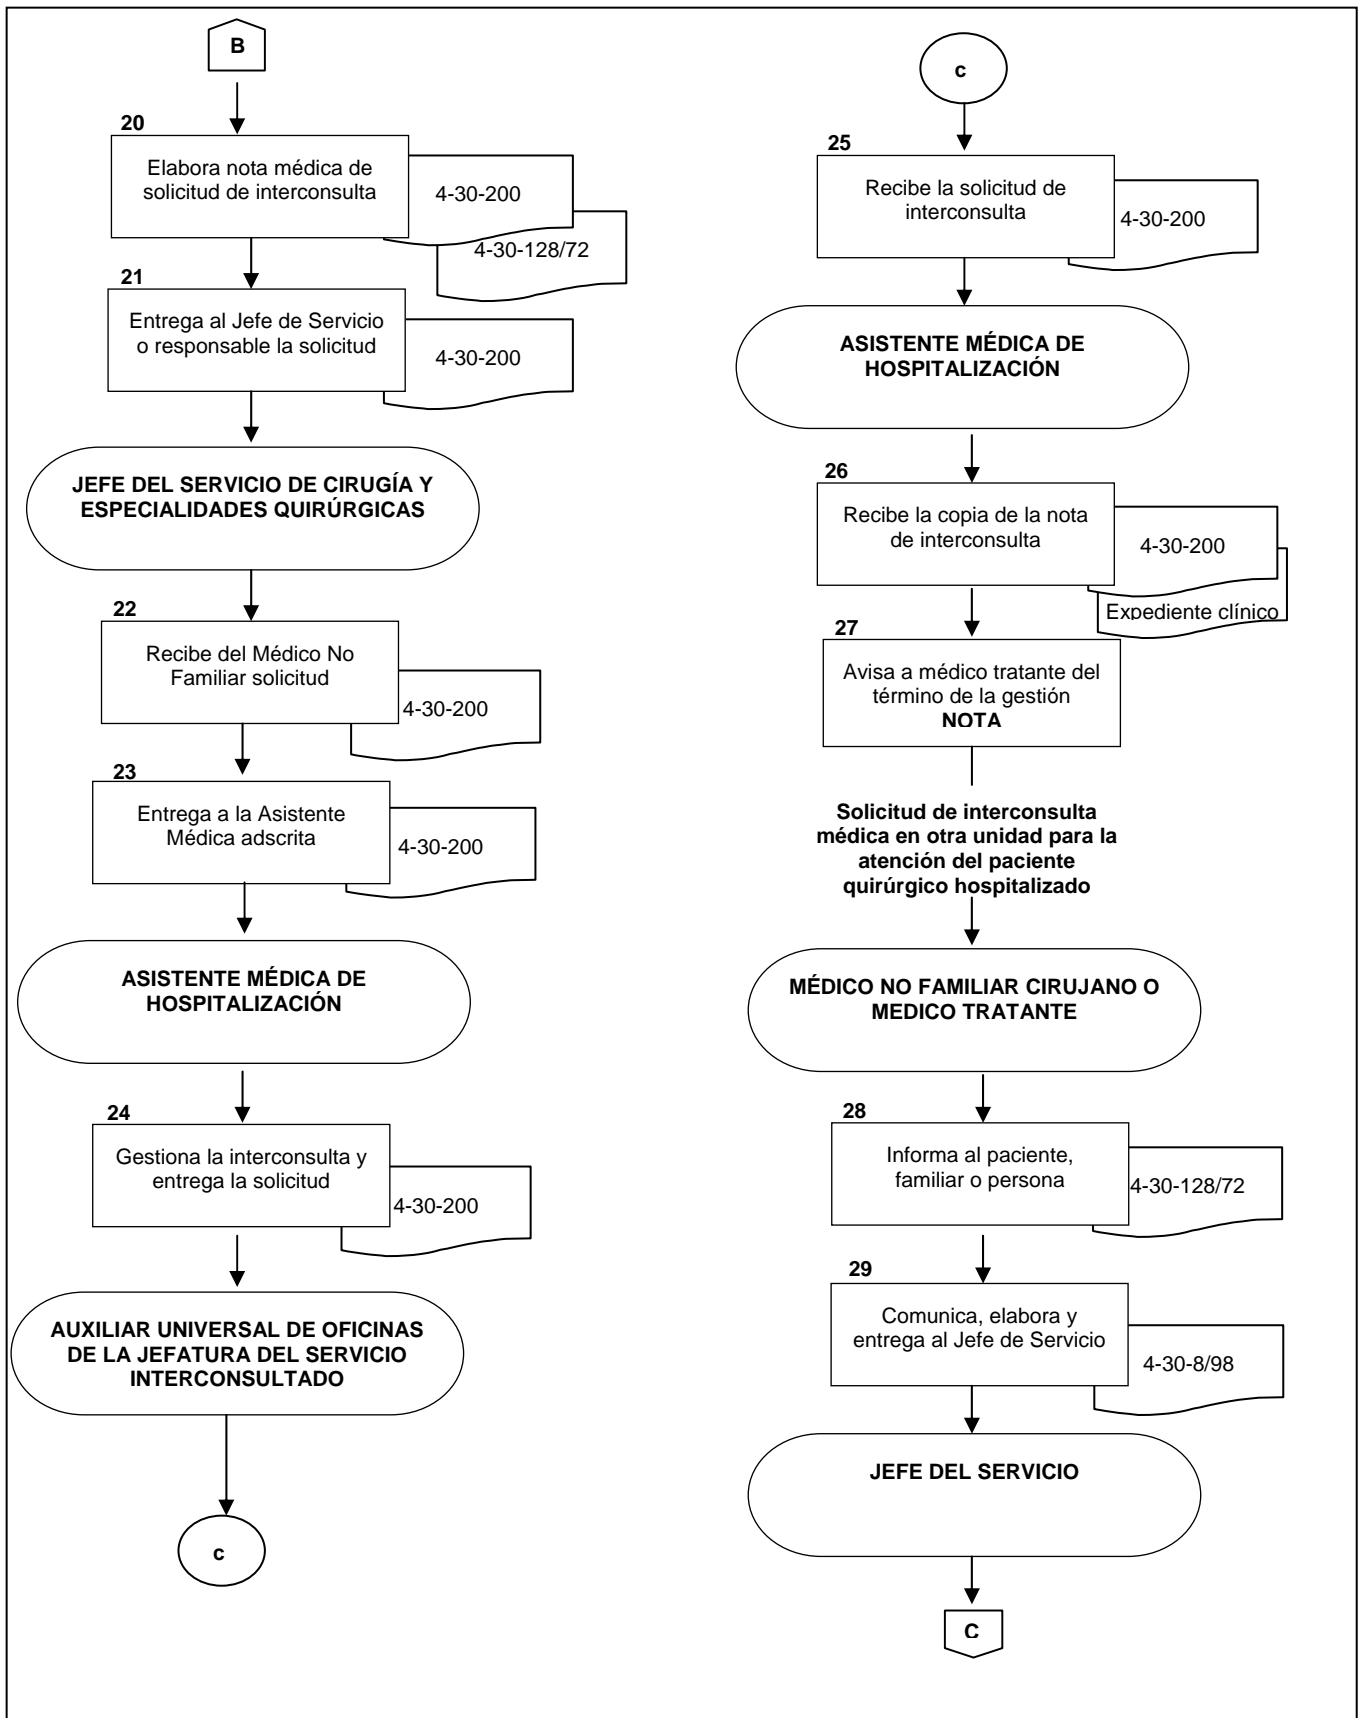 B
20
Elabora nota médica de
solicitud de interconsulta
4-30-200
4-30-128/72
21
Entrega al Jefe de Servicio
o responsable la solicitud
4-30-200
JEFE DEL SERVICIO DE CIRUGÍA Y
ESPECIALIDADES QUIRÚRGICAS
22
Recibe del Médico No
Familiar solicitud
4-30-200
23
Entrega a la Asistente
Médica adscrita
4-30-200
ASISTENTE MÉDICA DE
HOSPITALIZACIÓN
24
Gestiona la interconsulta y
entrega la solicitud
4-30-200
AUXILIAR UNIVERSAL DE OFICINAS
DE LA JEFATURA DEL SERVICIO
INTERCONSULTADO
c
c
25
Recibe la solicitud de
interconsulta
4-30-200
ASISTENTE MÉDICA DE
HOSPITALIZACIÓN
26
Recibe la copia de la nota
de interconsulta
4-30-200
Expediente clínico
27
Avisa a médico tratante del
término de la gestión
NOTA
Solicitud de interconsulta
médica en otra unidad para la
atención del paciente
quirúrgico hospitalizado
MÉDICO NO FAMILIAR CIRUJANO O
MEDICO TRATANTE
28
Informa al paciente,
familiar o persona
4-30-128/72
29
Comunica, elabora y
entrega al Jefe de Servicio
4-30-8/98
JEFE DEL SERVICIO
C